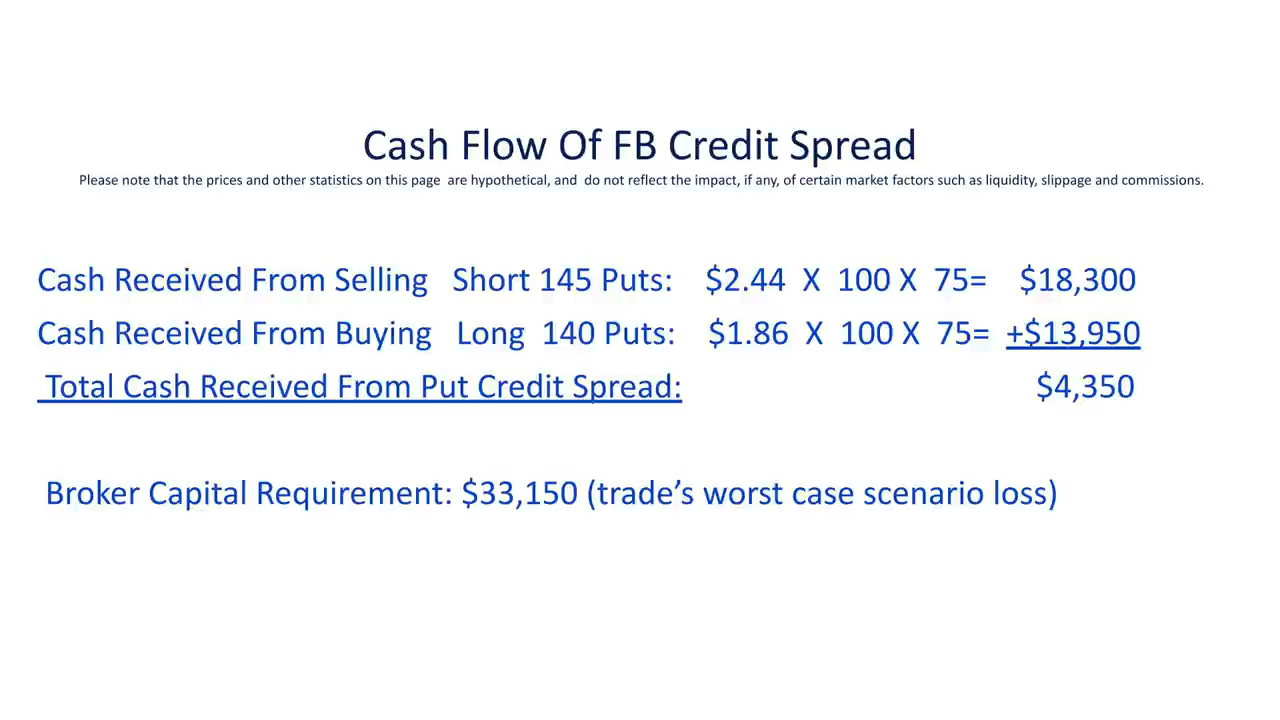 Cash Flow Of FB Credit Spread
Please note that the prices and other statistics on this page are hypothetical, and do not reflect the impact, if any, of certain market factors such as liquidity, slippage and commissions.
Cash Received From Selling Short 145 Puts: $2.44 X 100 X 75= $18,300
Cash Received From Buying Long 140 Puts: $1.86 X 100 X 75= +$13,950
Total Cash Received From Put Credit Spread: $4,350
Broker Capital Requirement: $33,150 (trade’s worst case scenario loss)